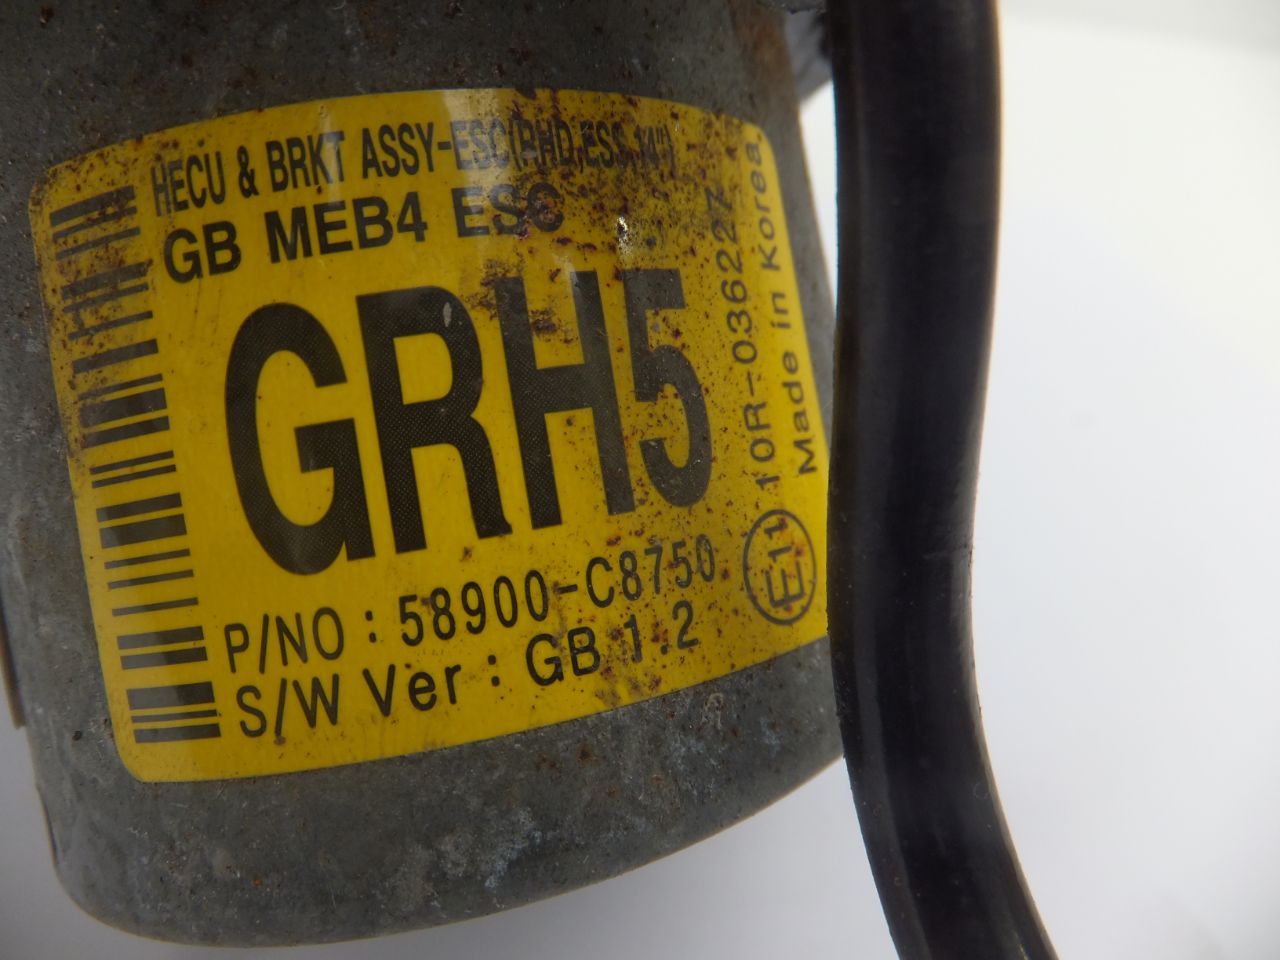 HECU & BRKT ASSY-ESC(RHD,ESS,14")
GB MEB4 ESC
GRH5
P/NO : 58900-C8750
S/W Ver : GB 1.2
E11
10R-036227
Made in Korea